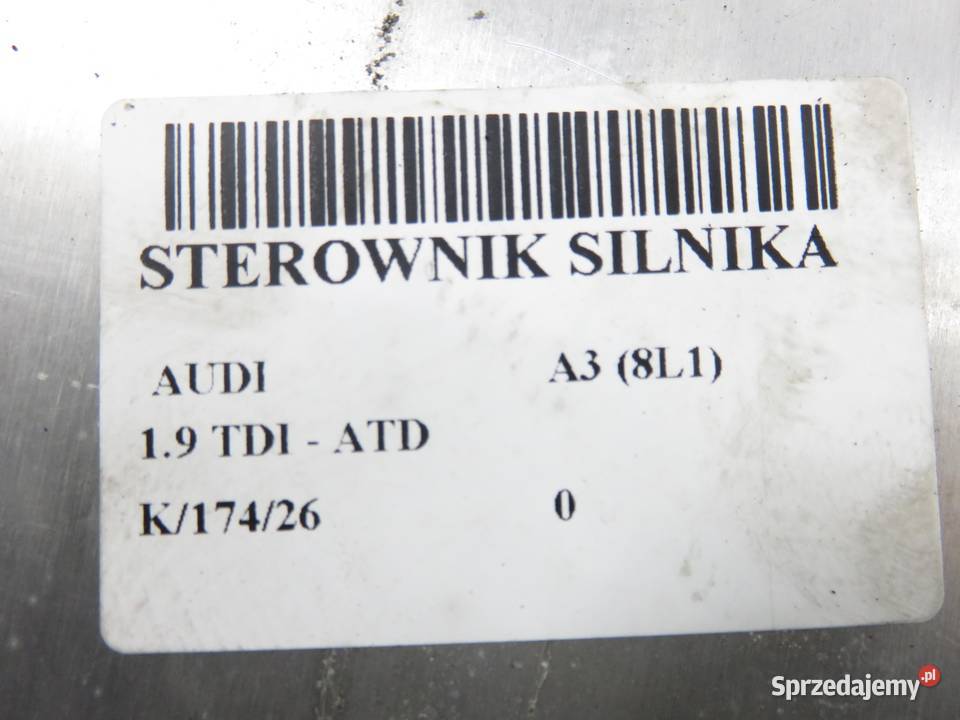 STEROWNIK SILNIKA
AUDI A3 (8L1)
1.9 TDI - ATD
K/174/26 0
Sprzedajemy.pl